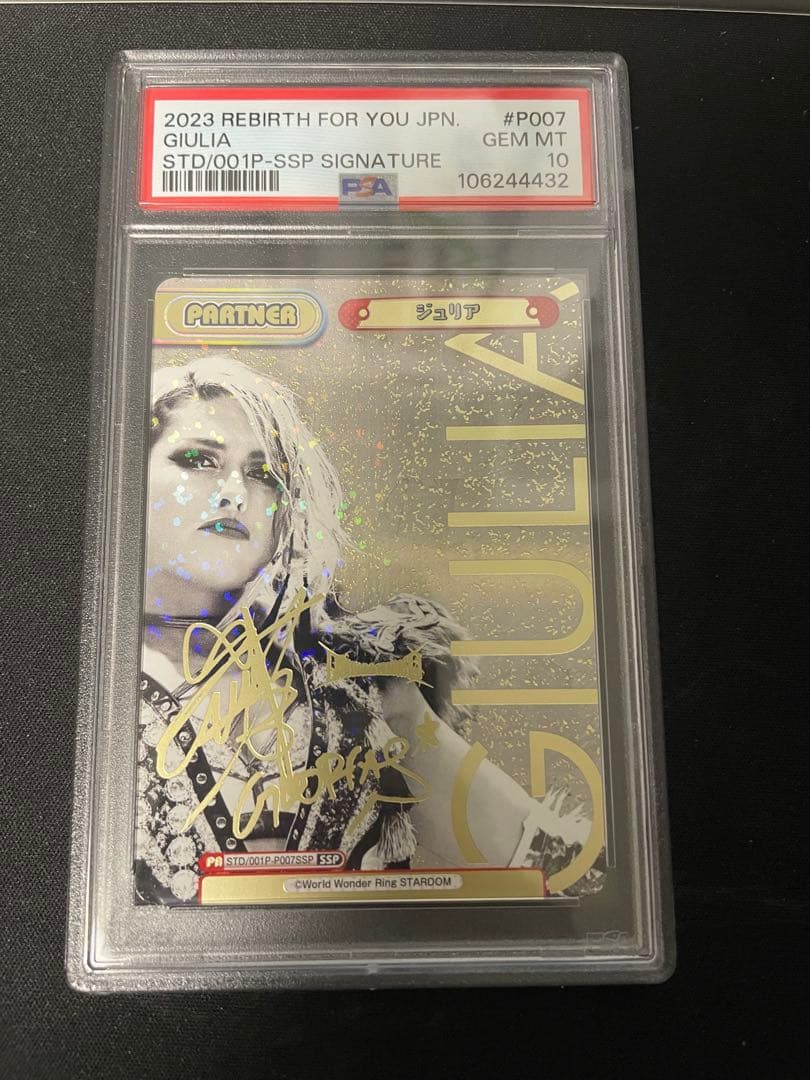 2023 REBIRTH FOR YOU JPN. #P007
GIULIA GEM MT
STD/001P-SSP SIGNATURE 10
PSA 106244432
PARTNER
ジュリア
GIULIA
PA STD/001P-P007SSP SSP
©World Wonder Ring STARDOM